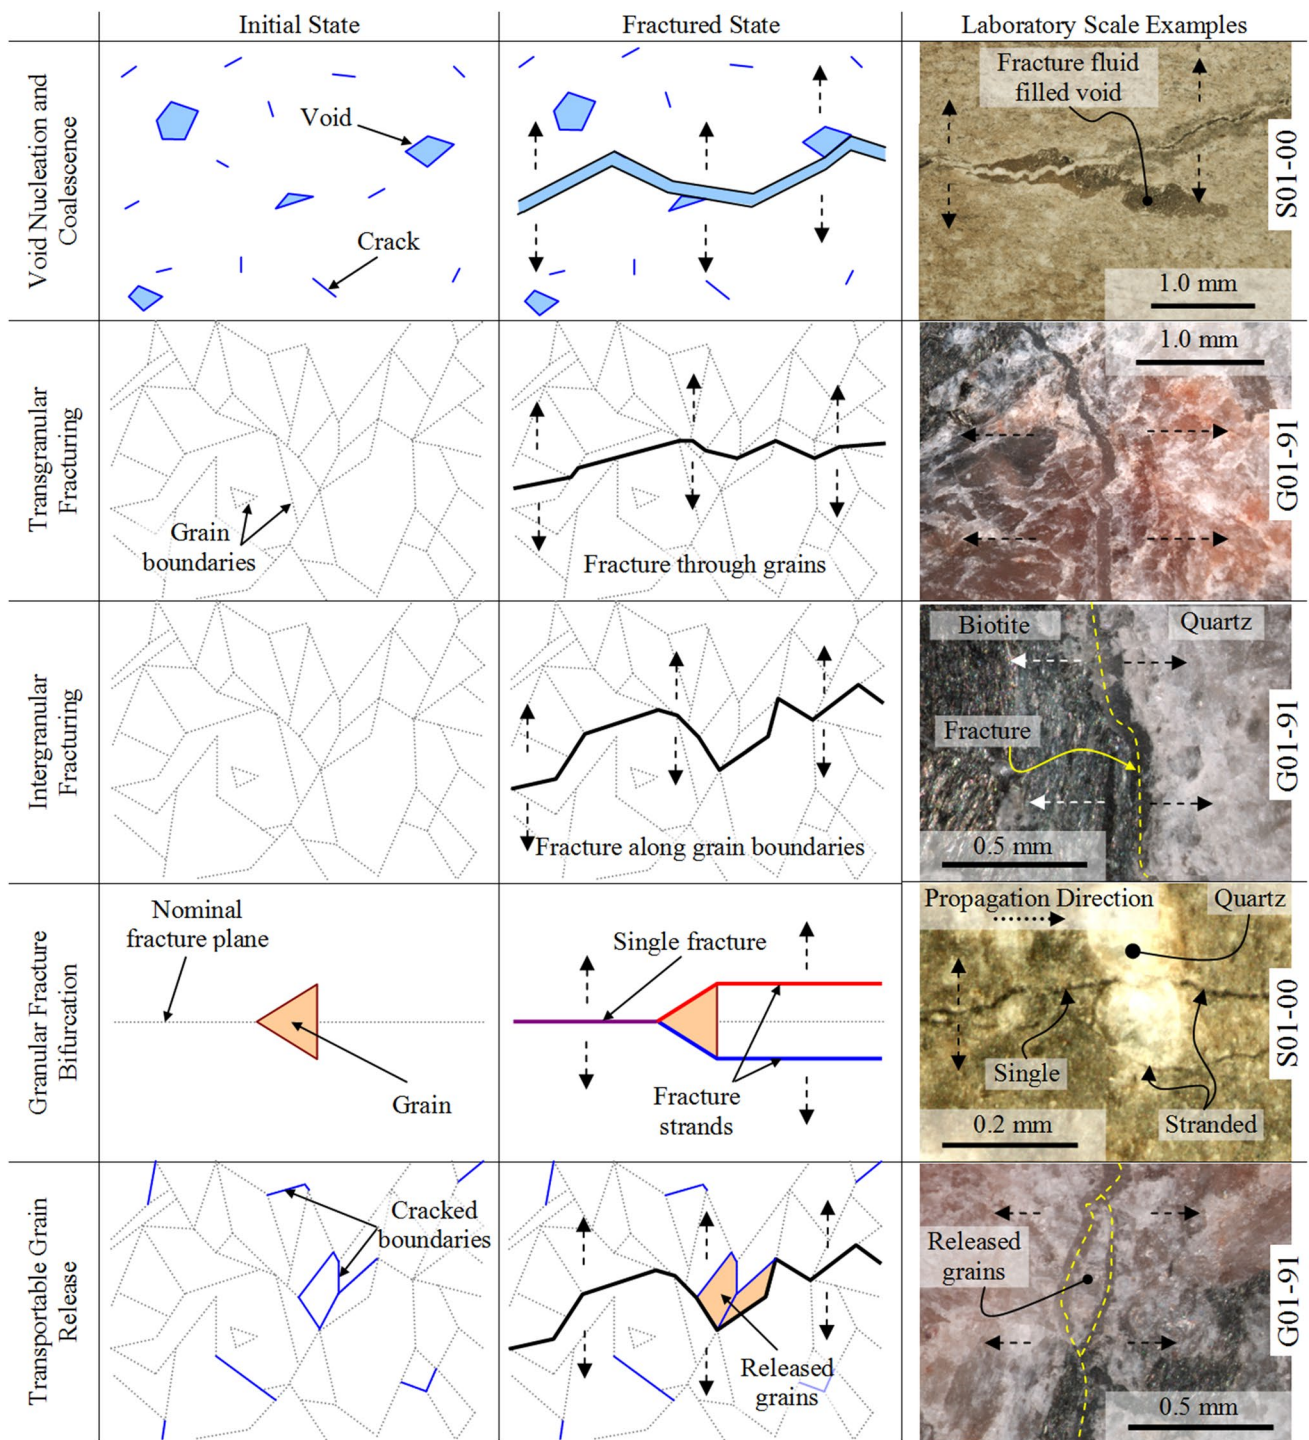 Initial State
Fractured State
Laboratory Scale Examples
Void Nucleation and
Coalescence
Void
Crack
Fracture fluid
filled void
1.0 mm
S01-00
Transgranular
Fracturing
Grain
boundaries
Fracture through grains
1.0 mm
G01-91
Intergranular
Fracturing
Fracture along grain boundaries
Biotite
Quartz
Fracture
0.5 mm
G01-91
Granular Fracture
Bifurcation
Nominal
fracture plane
Grain
Single fracture
Fracture
strands
Propagation Direction
Quartz
Single
Stranded
0.2 mm
S01-00
Transportable Grain
Release
Cracked
boundaries
Released
grains
Released
grains
0.5 mm
G01-91